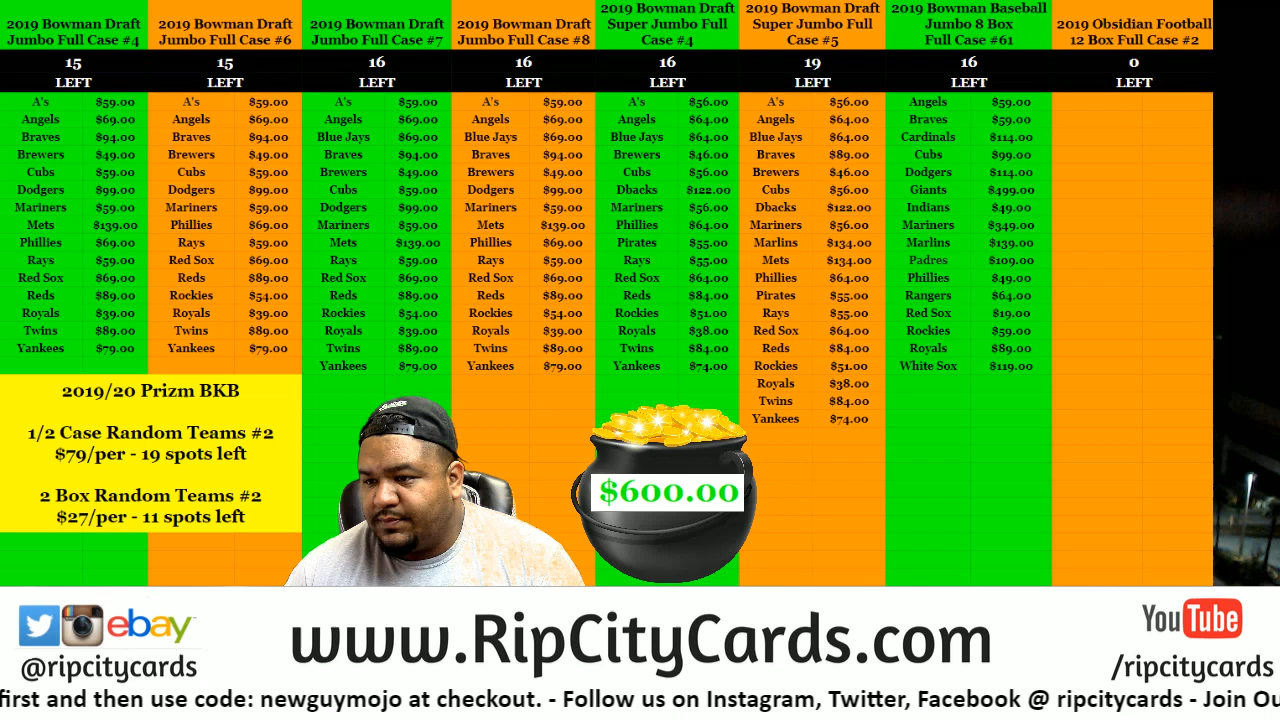 2019 Bowman Draft
Jumbo Full Case #4
15
LEFT
A's $59.00
Angels $69.00
Braves $94.00
Brewers $49.00
Cubs $59.00
Dodgers $99.00
Mariners $59.00
Mets $139.00
Phillies $69.00
Rays $59.00
Red Sox $69.00
Reds $89.00
Royals $39.00
Twins $89.00
Yankees $79.00
2019 Bowman Draft
Jumbo Full Case #6
15
LEFT
A's $59.00
Angels $69.00
Braves $94.00
Brewers $49.00
Cubs $59.00
Dodgers $99.00
Mariners $59.00
Phillies $69.00
Rays $59.00
Red Sox $69.00
Reds $89.00
Rockies $54.00
Royals $39.00
Twins $89.00
Yankees $79.00
2019 Bowman Draft
Jumbo Full Case #7
16
LEFT
A's $59.00
Angels $69.00
Blue Jays $69.00
Braves $94.00
Brewers $49.00
Cubs $59.00
Dodgers $99.00
Mariners $59.00
Mets $139.00
Rays $59.00
Red Sox $69.00
Reds $89.00
Rockies $54.00
Royals $39.00
Twins $89.00
Yankees $79.00
2019 Bowman Draft
Jumbo Full Case #8
16
LEFT
A's $59.00
Angels $69.00
Blue Jays $69.00
Braves $94.00
Brewers $49.00
Dodgers $99.00
Mariners $59.00
Mets $139.00
Phillies $69.00
Rays $59.00
Red Sox $69.00
Reds $89.00
Rockies $54.00
Royals $39.00
Twins $89.00
Yankees $79.00
2019 Bowman Draft
Super Jumbo Full
Case #4
16
LEFT
A's $56.00
Angels $64.00
Blue Jays $64.00
Brewers $46.00
Cubs $56.00
Dbacks $122.00
Mariners $56.00
Phillies $64.00
Pirates $55.00
Rays $55.00
Red Sox $64.00
Reds $84.00
Rockies $51.00
Royals $38.00
Twins $84.00
Yankees $74.00
2019 Bowman Draft
Super Jumbo Full
Case #5
19
LEFT
A's $56.00
Angels $64.00
Blue Jays $64.00
Braves $89.00
Brewers $46.00
Cubs $56.00
Dbacks $122.00
Mariners $56.00
Marlins $134.00
Mets $134.00
Phillies $64.00
Pirates $55.00
Rays $55.00
Red Sox $64.00
Reds $84.00
Rockies $51.00
Royals $38.00
Twins $84.00
Yankees $74.00
2019 Bowman Baseball
Jumbo 8 Box
Full Case #61
16
LEFT
Angels $59.00
Braves $59.00
Cardinals $114.00
Cubs $99.00
Dodgers $114.00
Giants $499.00
Indians $49.00
Mariners $349.00
Marlins $139.00
Padres $109.00
Phillies $49.00
Rangers $64.00
Red Sox $19.00
Rockies $59.00
Royals $89.00
White Sox $119.00
2019 Obsidian Football
12 Box Full Case #2
0
LEFT
2019/20 Prizm BKB
1/2 Case Random Teams #2
$79/per - 19 spots left
2 Box Random Teams #2
$27/per - 11 spots left
$600.00
ebay
@ripcitycards
www.RipCityCards.com
YouTube
/ripcitycards
first and then use code: newguymojo at checkout. - Follow us on Instagram, Twitter, Facebook @ ripcitycards - Join Ou